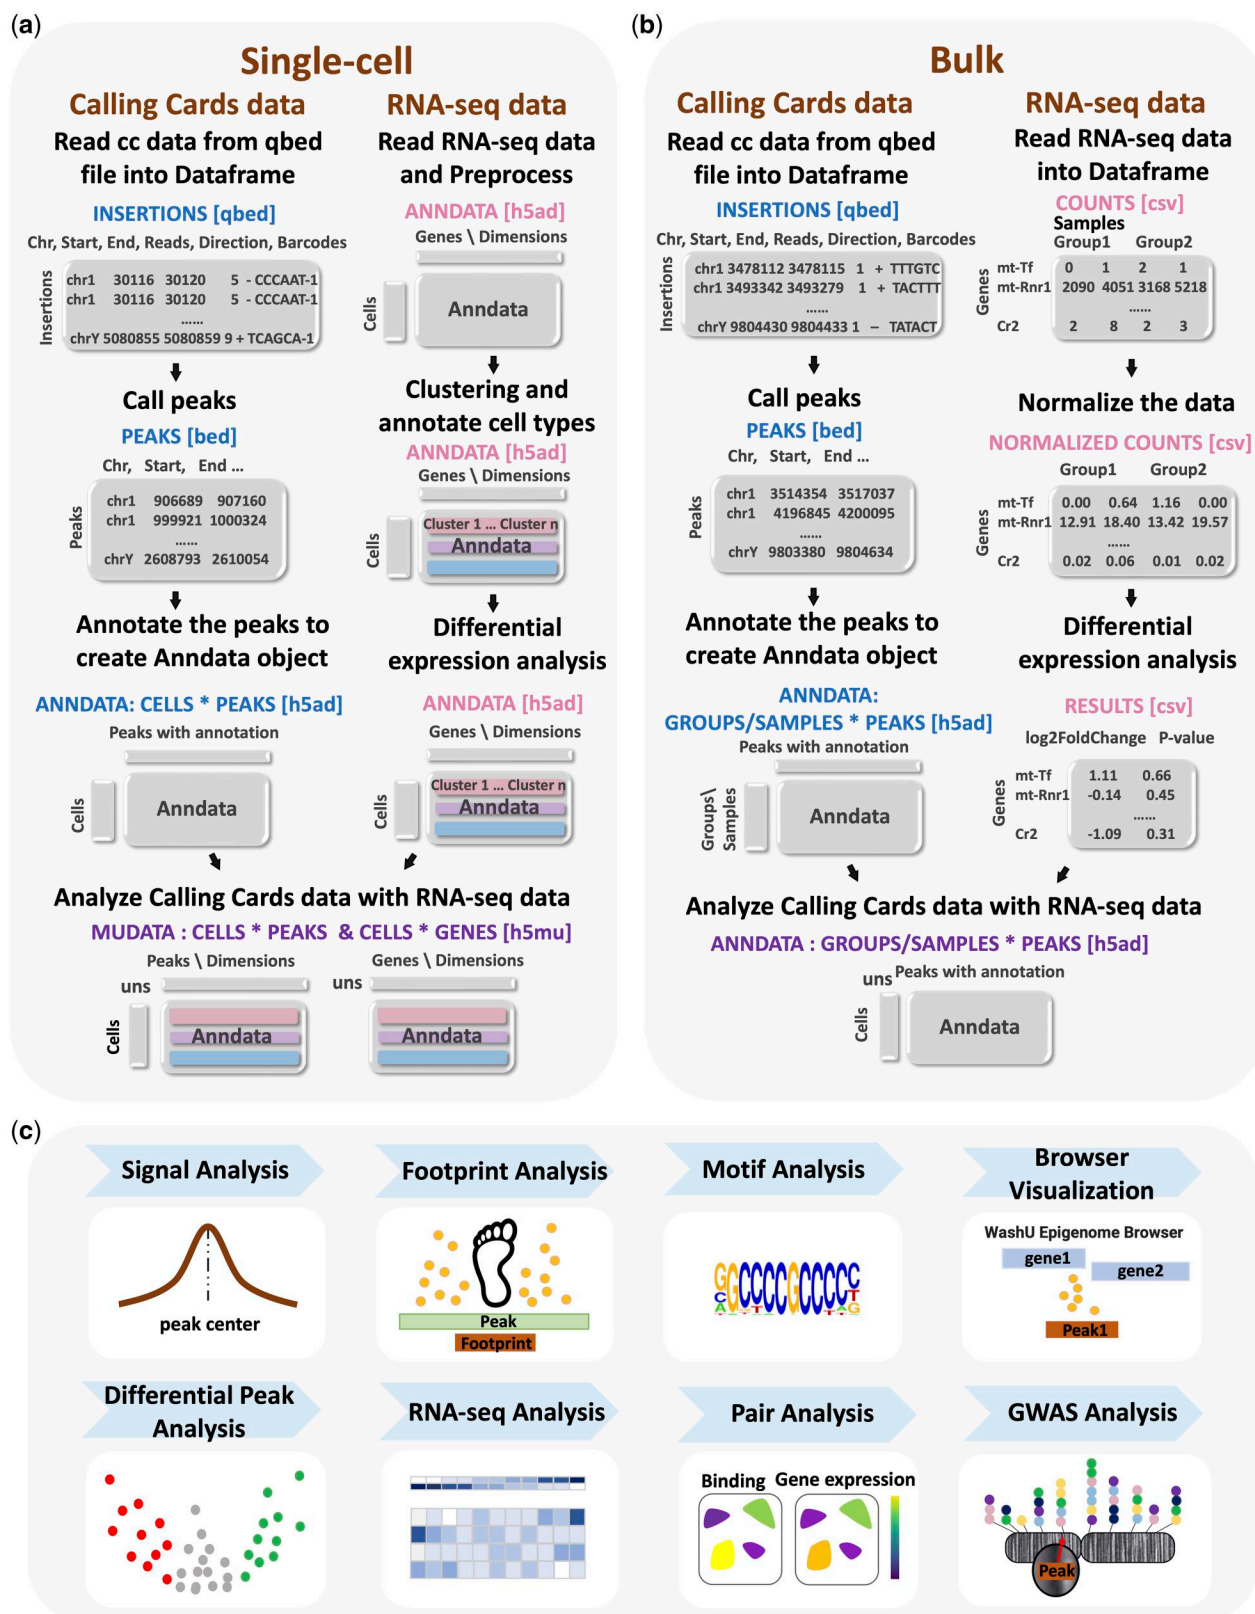 (a)
Single-cell
Calling Cards data
Read cc data from qbed
file into Dataframe
INSERTIONS [qbed]
Chr, Start, End, Reads, Direction, Barcodes
Insertions
chr1 30116 30120 5 - CCCAAT-1
chr1 30116 30120 5 - CCCAAT-1
......
chrY 5080855 5080859 9 + TCAGCA-1
Call peaks
PEAKS [bed]
Chr, Start, End ...
Peaks
chr1 906689 907160
chr1 999921 1000324
......
chrY 2608793 2610054
Annotate the peaks to
create Anndata object
ANNDATA: CELLS * PEAKS [h5ad]
Peaks with annotation
Cells
Anndata
RNA-seq data
Read RNA-seq data
and Preprocess
ANNDATA [h5ad]
Genes \ Dimensions
Cells
Anndata
Clustering and
annotate cell types
ANNDATA [h5ad]
Genes \ Dimensions
Cells
Cluster 1 ... Cluster n
Anndata
Differential
expression analysis
ANNDATA [h5ad]
Genes \ Dimensions
Cells
Cluster 1 ... Cluster n
Anndata
Analyze Calling Cards data with RNA-seq data
MUDATA : CELLS * PEAKS & CELLS * GENES [h5mu]
Peaks \ Dimensions
uns
Cells
Anndata
Genes \ Dimensions
uns
Anndata
(b)
Bulk
Calling Cards data
Read cc data from qbed
file into Dataframe
INSERTIONS [qbed]
Chr, Start, End, Reads, Direction, Barcodes
Insertions
chr1 3478112 3478115 1 + TTTGTC
chr1 3493342 3493279 1 + TACTTT
......
chrY 9804430 9804433 1 – TATACT
Call peaks
PEAKS [bed]
Chr, Start, End ...
Peaks
chr1 3514354 3517037
chr1 4196845 4200095
......
chrY 9803380 9804634
Annotate the peaks to
create Anndata object
ANNDATA:
GROUPS/SAMPLES * PEAKS [h5ad]
Peaks with annotation
Groups\
Samples
Anndata
RNA-seq data
Read RNA-seq data
into Dataframe
COUNTS [csv]
Samples
Group1 Group2
Genes
mt-Tf 0 1 2 1
mt-Rnr1 2090 4051 3168 5218
......
Cr2 2 8 2 3
Normalize the data
NORMALIZED COUNTS [csv]
Group1 Group2
Genes
mt-Tf 0.00 0.64 1.16 0.00
mt-Rnr1 12.91 18.40 13.42 19.57
......
Cr2 0.02 0.06 0.01 0.02
Differential
expression analysis
RESULTS [csv]
log2FoldChange P-value
Genes
mt-Tf 1.11 0.66
mt-Rnr1 -0.14 0.45
......
Cr2 -1.09 0.31
Analyze Calling Cards data with RNA-seq data
ANNDATA : GROUPS/SAMPLES * PEAKS [h5ad]
uns Peaks with annotation
Cells
Anndata
(c)
Signal Analysis
peak center
Footprint Analysis
Peak
Footprint
Motif Analysis
GGCCCCGCCCCC
Browser
Visualization
WashU Epigenome Browser
gene1
gene2
Peak1
Differential Peak
Analysis
RNA-seq Analysis
Pair Analysis
Binding Gene expression
GWAS Analysis
Peak